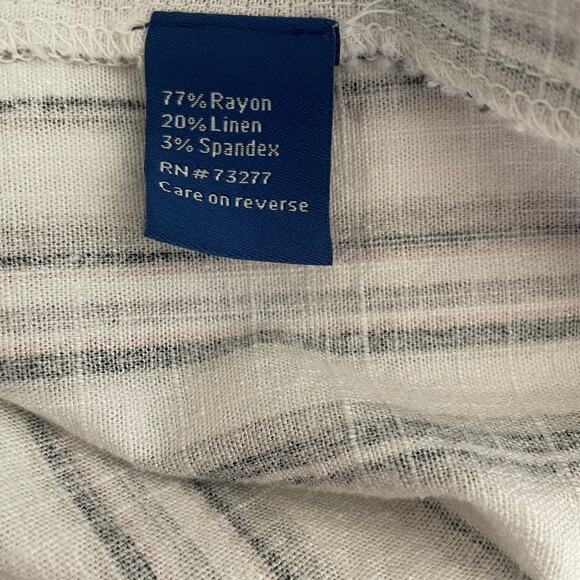 77% Rayon
20% Linen
3% Spandex
RN# 73277
Care on reverse